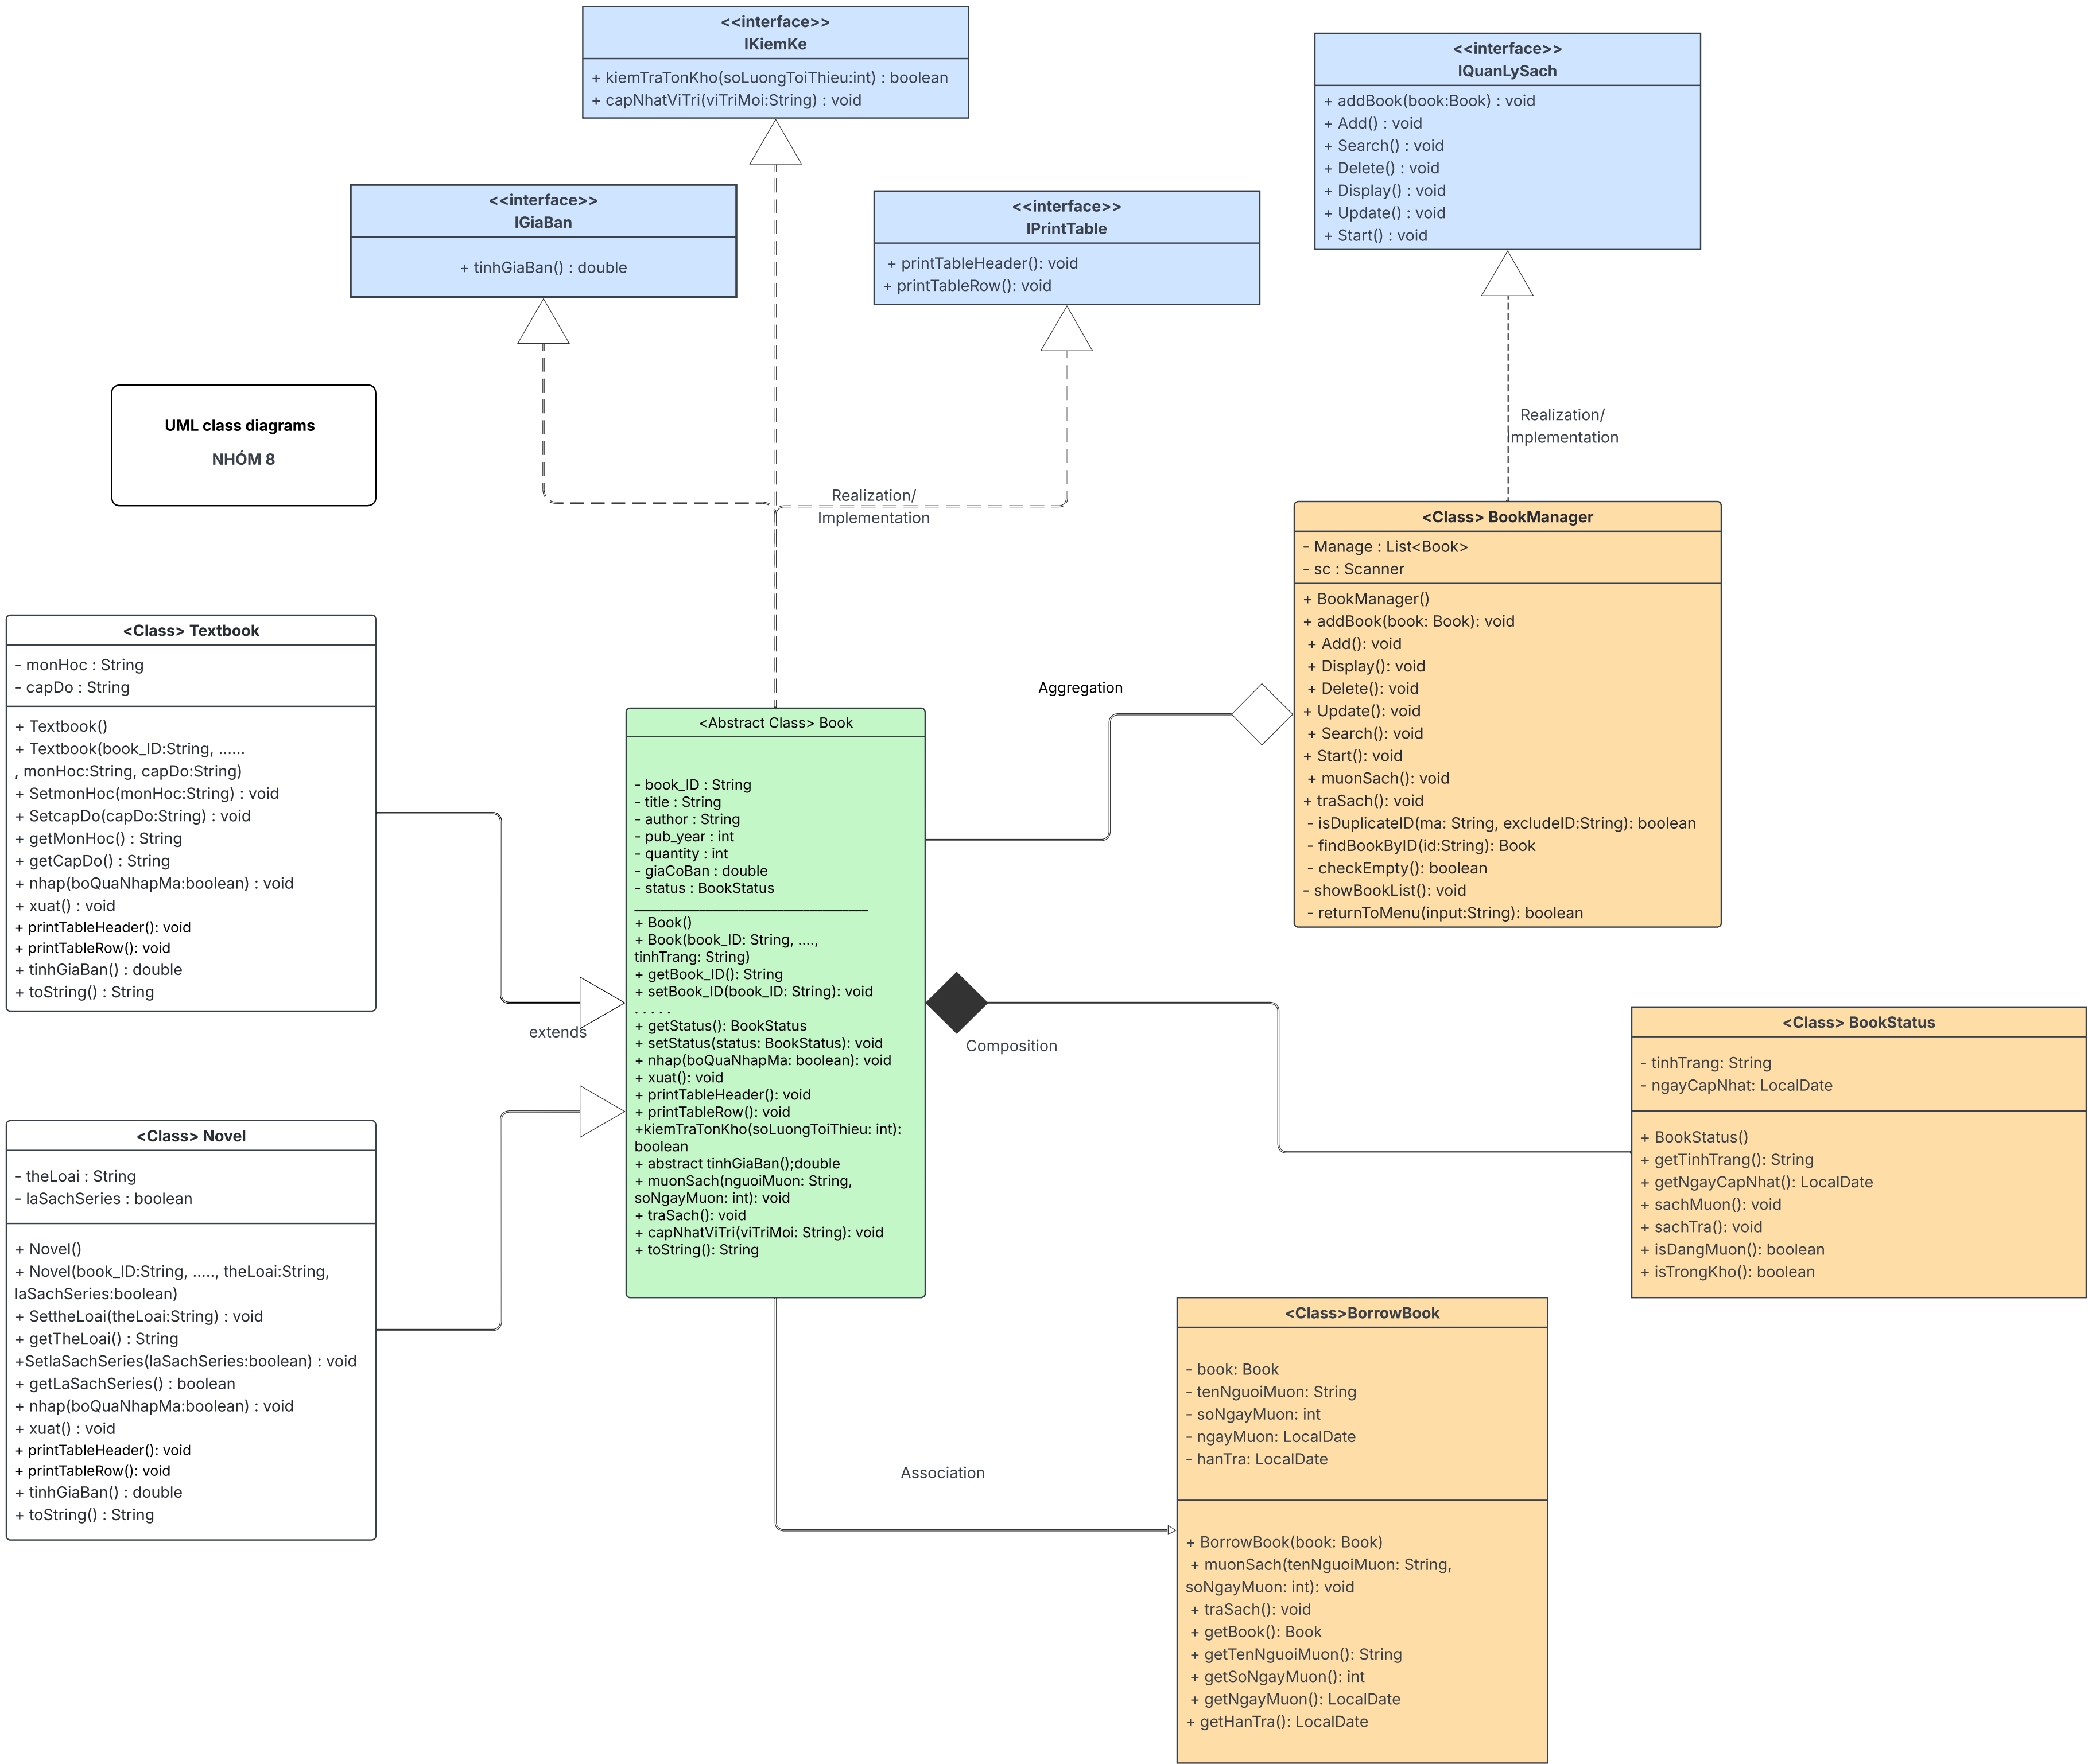 <<interface>>
IKiemKe
+ kiemTraTonKho(soLuongToiThieu:int) : boolean
+ capNhatViTri(viTriMoi:String) : void
<<interface>>
IQuanLySach
+ addBook(book:Book) : void
+ Add() : void
+ Search() : void
+ Delete() : void
+ Display() : void
+ Update() : void
+ Start() : void
<<interface>>
IGiaBan
+ tinhGiaBan() : double
<<interface>>
IPrintTable
+ printTableHeader(): void
+ printTableRow(): void
UML class diagrams
NHÓM 8
Realization/
Implementation
Realization/
Implementation
<Class> BookManager
- Manage : List<Book>
- sc : Scanner
+ BookManager()
+ addBook(book: Book): void
+ Add(): void
+ Display(): void
+ Delete(): void
+ Update(): void
+ Search(): void
+ Start(): void
+ muonSach(): void
+ traSach(): void
- isDuplicateID(ma: String, excludeID:String): boolean
- findBookByID(id:String): Book
- checkEmpty(): boolean
- showBookList(): void
- returnToMenu(input:String): boolean
<Class> Textbook
- monHoc : String
- capDo : String
+ Textbook()
+ Textbook(book_ID:String, ......
, monHoc:String, capDo:String)
+ SetmonHoc(monHoc:String) : void
+ SetcapDo(capDo:String) : void
+ getMonHoc() : String
+ getCapDo() : String
+ nhap(boQuaNhapMa:boolean) : void
+ xuat() : void
+ printTableHeader(): void
+ printTableRow(): void
+ tinhGiaBan() : double
+ toString() : String
Aggregation
<Abstract Class> Book
- book_ID : String
- title : String
- author : String
- pub_year : int
- quantity : int
- giaCoBan : double
- status : BookStatus
+ Book()
+ Book(book_ID: String, ....,
tinhTrang: String)
+ getBook_ID(): String
+ setBook_ID(book_ID: String): void
. . . . .
+ getStatus(): BookStatus
+ setStatus(status: BookStatus): void
+ nhap(boQuaNhapMa: boolean): void
+ xuat(): void
+ printTableHeader(): void
+ printTableRow(): void
+kiemTraTonKho(soLuongToiThieu: int):
boolean
+ abstract tinhGiaBan();double
+ muonSach(nguoiMuon: String,
soNgayMuon: int): void
+ traSach(): void
+ capNhatViTri(viTriMoi: String): void
+ toString(): String
extends
Composition
<Class> BookStatus
- tinhTrang: String
- ngayCapNhat: LocalDate
+ BookStatus()
+ getTinhTrang(): String
+ getNgayCapNhat(): LocalDate
+ sachMuon(): void
+ sachTra(): void
+ isDangMuon(): boolean
+ isTrongKho(): boolean
<Class> Novel
- theLoai : String
- laSachSeries : boolean
+ Novel()
+ Novel(book_ID:String, ....., theLoai:String,
laSachSeries:boolean)
+ SettheLoai(theLoai:String) : void
+ getTheLoai() : String
+SetlaSachSeries(laSachSeries:boolean) : void
+ getLaSachSeries() : boolean
+ nhap(boQuaNhapMa:boolean) : void
+ xuat() : void
+ printTableHeader(): void
+ printTableRow(): void
+ tinhGiaBan() : double
+ toString() : String
Association
<Class>BorrowBook
- book: Book
- tenNguoiMuon: String
- soNgayMuon: int
- ngayMuon: LocalDate
- hanTra: LocalDate
+ BorrowBook(book: Book)
+ muonSach(tenNguoiMuon: String,
soNgayMuon: int): void
+ traSach(): void
+ getBook(): Book
+ getTenNguoiMuon(): String
+ getSoNgayMuon(): int
+ getNgayMuon(): LocalDate
+ getHanTra(): LocalDate